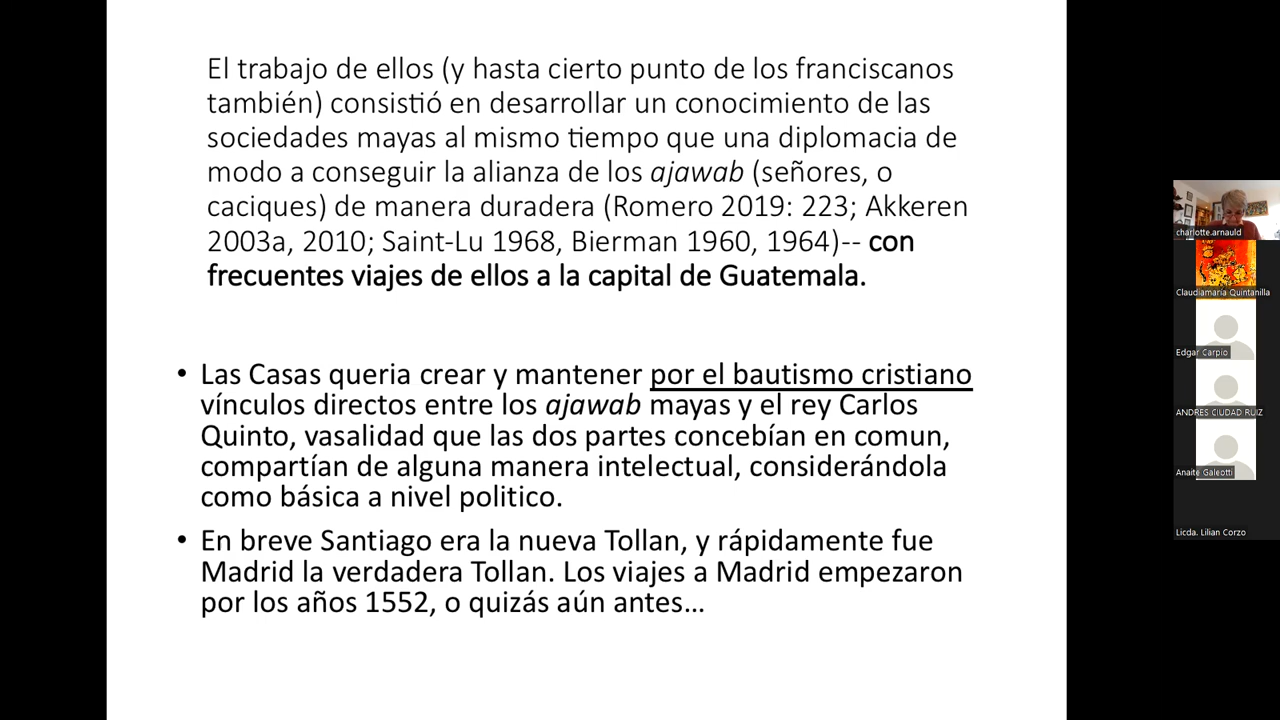 El trabajo de ellos (y hasta cierto punto de los franciscanos
también) consistió en desarrollar un conocimiento de las
sociedades mayas al mismo tiempo que una diplomacia de
modo a conseguir la alianza de los ajawab (señores, o
caciques) de manera duradera (Romero 2019: 223; Akkeren
2003a, 2010; Saint-Lu 1968, Bierman 1960, 1964)-- con
frecuentes viajes de ellos a la capital de Guatemala.
• Las Casas queria crear y mantener por el bautismo cristiano
vínculos directos entre los ajawab mayas y el rey Carlos
Quinto, vasalidad que las dos partes concebían en comun,
compartían de alguna manera intelectual, considerándola
como básica a nivel politico.
• En breve Santiago era la nueva Tollan, y rápidamente fue
Madrid la verdadera Tollan. Los viajes a Madrid empezaron
por los años 1552, o quizás aún antes...
charlotte.arnauld
Claudiamaría Quintanilla
Edgar Carpio
ANDRES CIUDAD RUIZ
Anaite Galeotti
Licda. Lilian Corzo